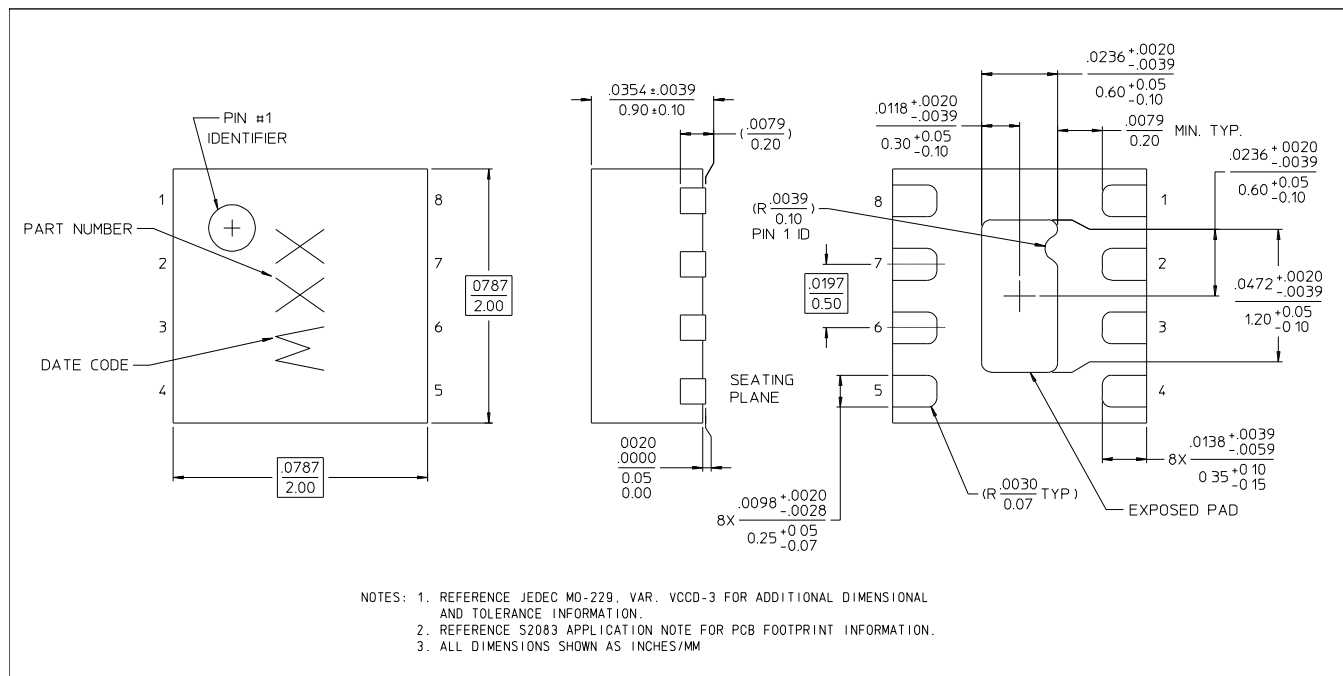 PIN #1
IDENTIFIER
PART NUMBER
DATE CODE
1
2
3
4
8
7
6
5
.0787
2.00
.0787
2.00
.0354 ±.0039
0.90 ±0.10
( .0079 )
0.20
SEATING
PLANE
0020
.0000
0.05
0.00
.0236 +.0020
-.0039
0.60 +0.05
-0.10
.0118 +.0020
-.0039
0.30 +0.05
-0.10
.0079 MIN. TYP.
0.20
.0236 +.0020
-.0039
0.60 +0.05
-0.10
(R .0039 )
0.10
PIN 1 ID
.0197
0.50
8
7
6
5
1
2
3
4
.0472 +.0020
-.0039
1.20 +0.05
-0 10
8X .0138 +.0039
-.0059
0 35 +0 10
-0 15
8X .0098 +.0020
-.0028
0.25 +0 05
-0.07
(R .0030 TYP)
0.07
EXPOSED PAD
NOTES: 1. REFERENCE JEDEC MO-229, VAR. VCCD-3 FOR ADDITIONAL DIMENSIONAL
AND TOLERANCE INFORMATION.
2. REFERENCE S2083 APPLICATION NOTE FOR PCB FOOTPRINT INFORMATION.
3. ALL DIMENSIONS SHOWN AS INCHES/MM